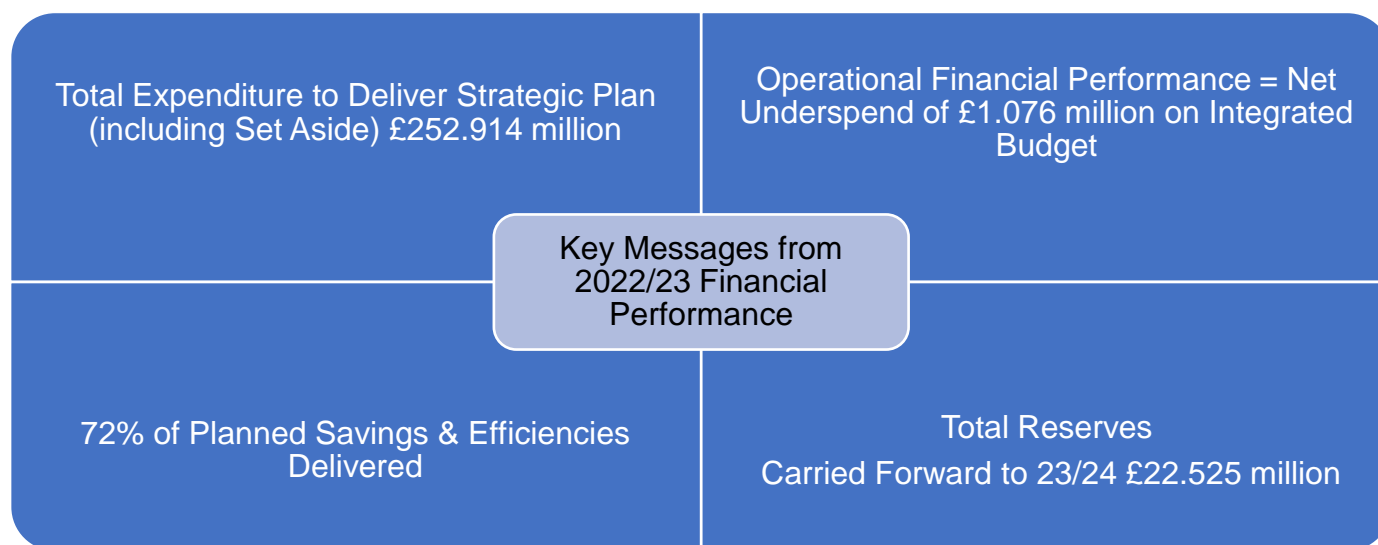 Total Expenditure to Deliver Strategic Plan
(including Set Aside) £252.914 million
Operational Financial Performance = Net
Underspend of £1.076 million on Integrated
Budget
Key Messages from
2022/23 Financial
Performance
72% of Planned Savings & Efficiencies
Delivered
Total Reserves
Carried Forward to 23/24 £22.525 million